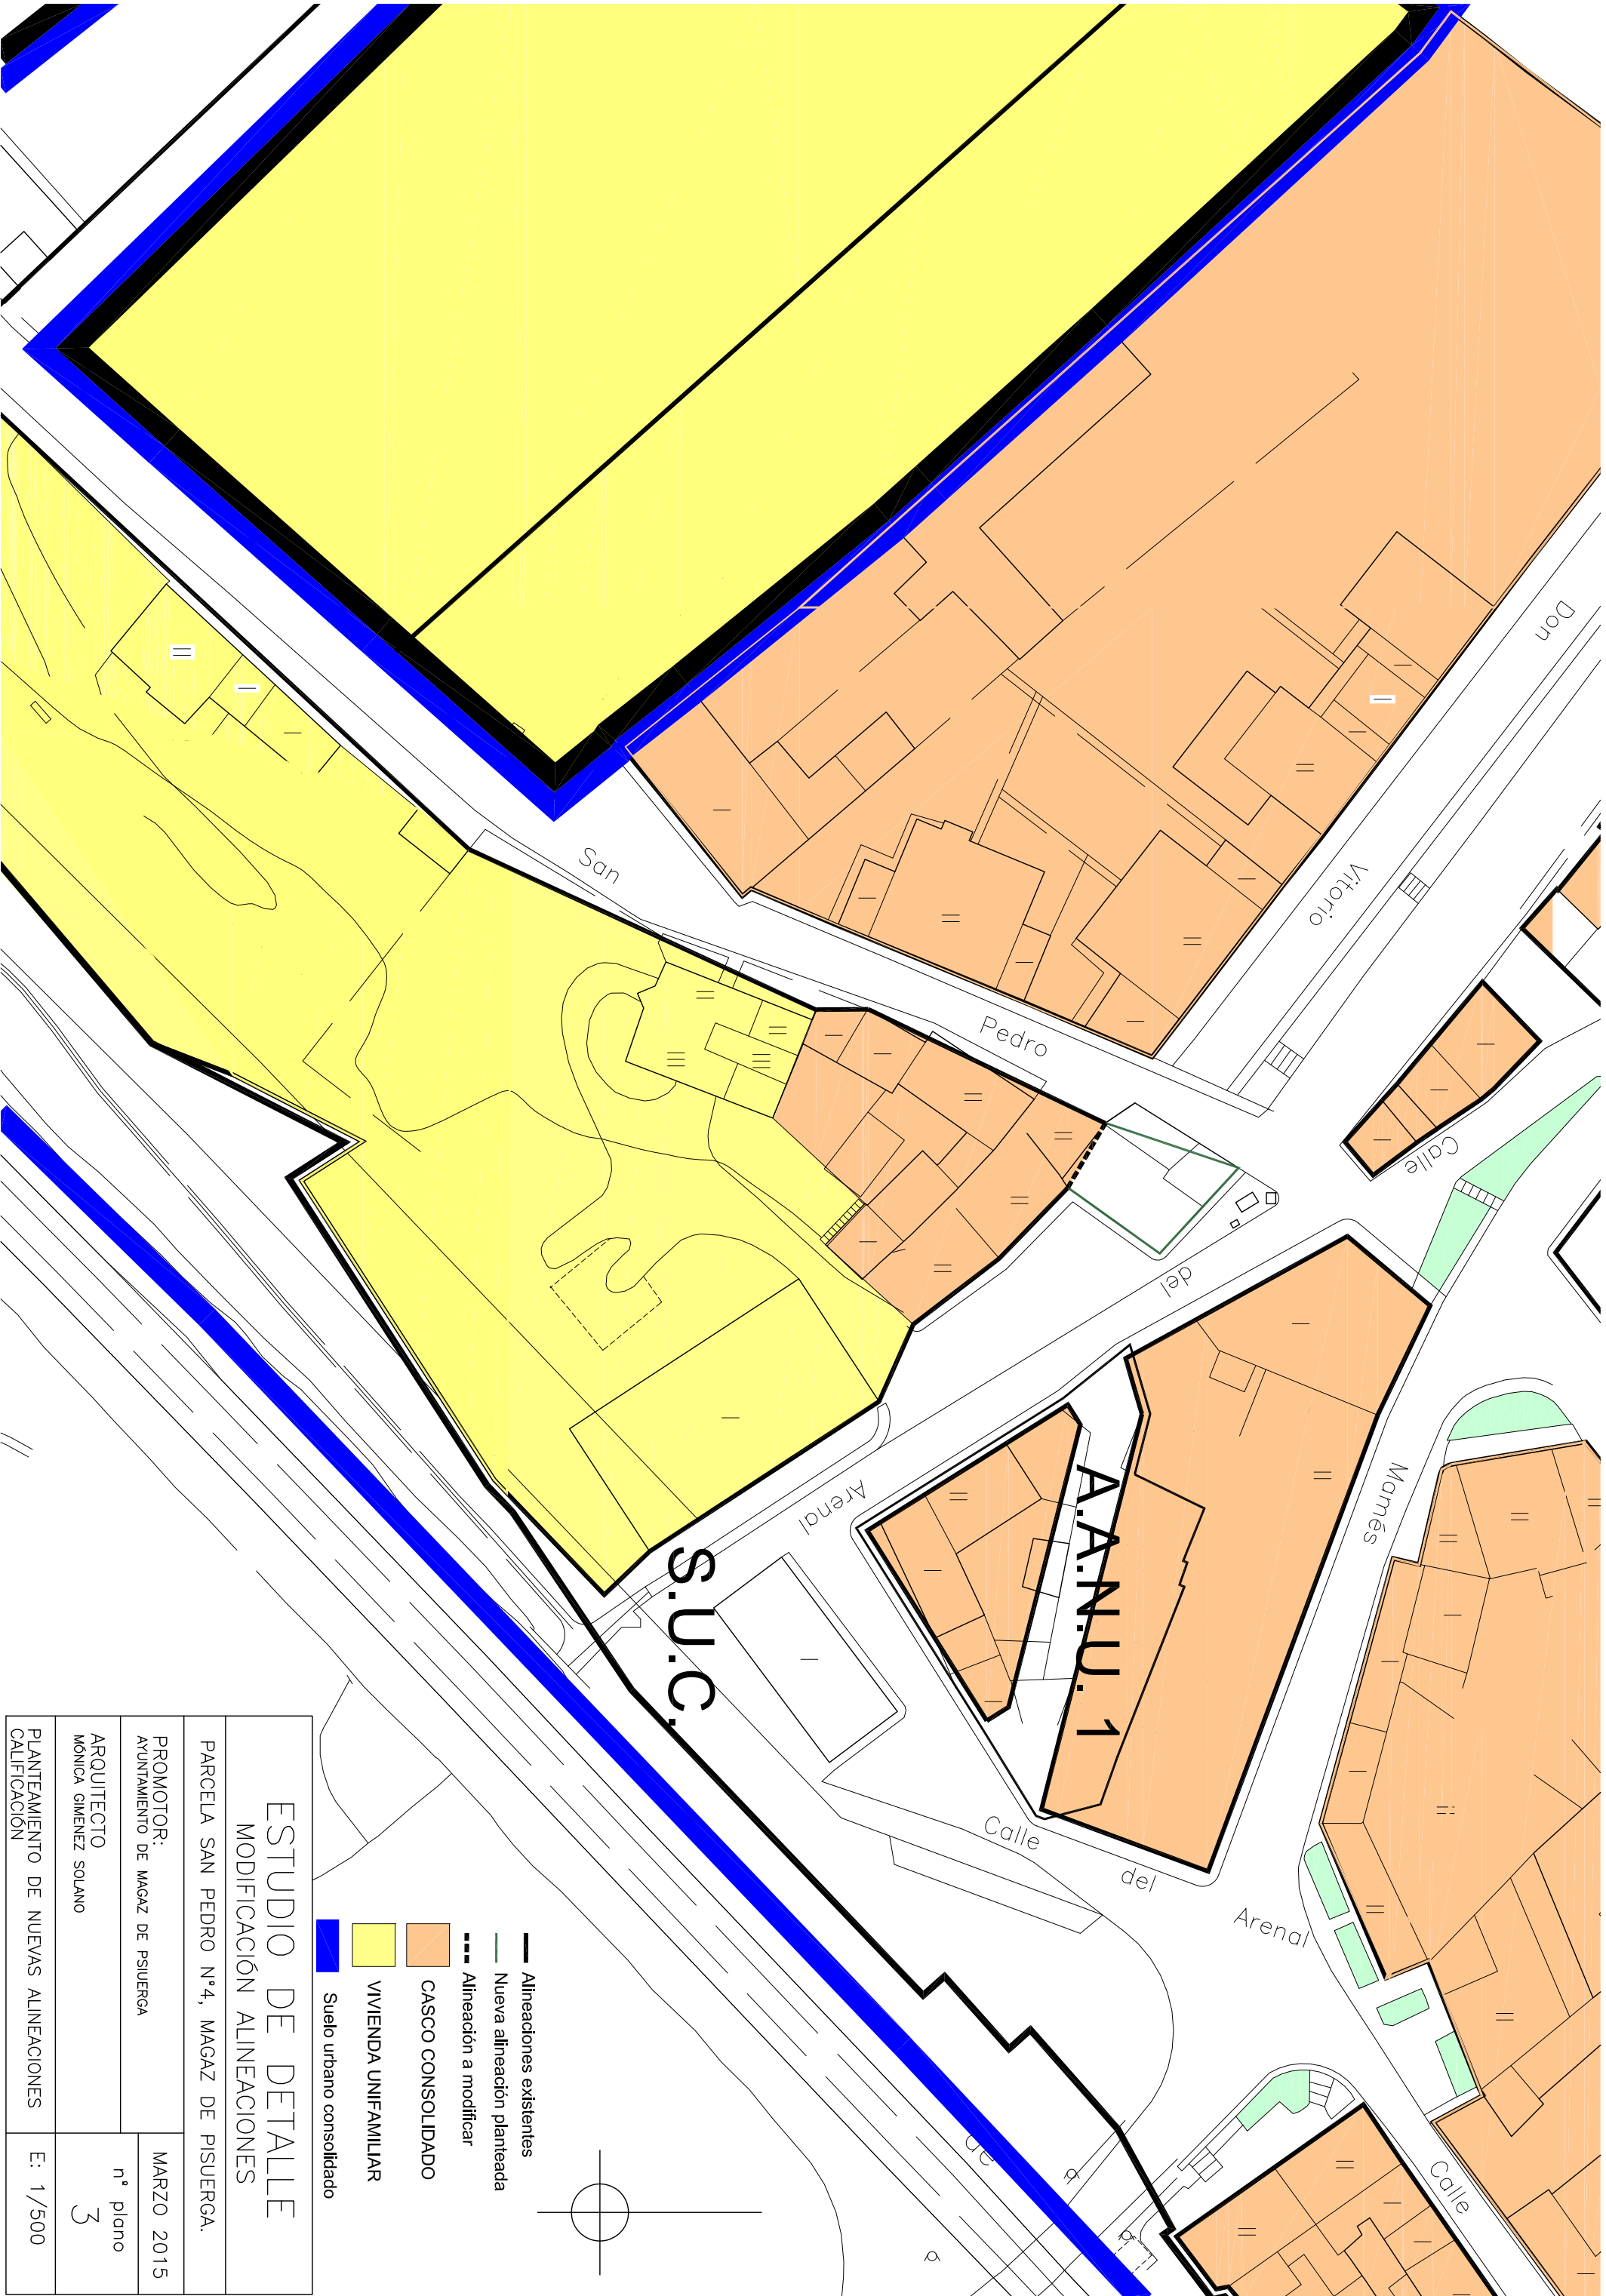 Don
Vitorio
San
Pedro
Calle
del
Arenal
Mamés
A.A.N.U. 1
S.U.C.
Calle
del
Arenal
Calle
de
Alineaciones existentes
Nueva alineación planteada
Alineación a modificar
CASCO CONSOLIDADO
VIVIENDA UNIFAMILIAR
Suelo urbano consolidado
ESTUDIO DE DETALLE
MODIFICACIÓN ALINEACIONES
PARCELA SAN PEDRO Nº4, MAGAZ DE PISUERGA.
PROMOTOR:
AYUNTAMIENTO DE MAGAZ DE PSIUERGA
MARZO 2015
ARQUITECTO
MÓNICA GIMENEZ SOLANO
nº plano
3
PLANTEAMIENTO DE NUEVAS ALINEACIONES
CALIFICACIÓN
E: 1/500